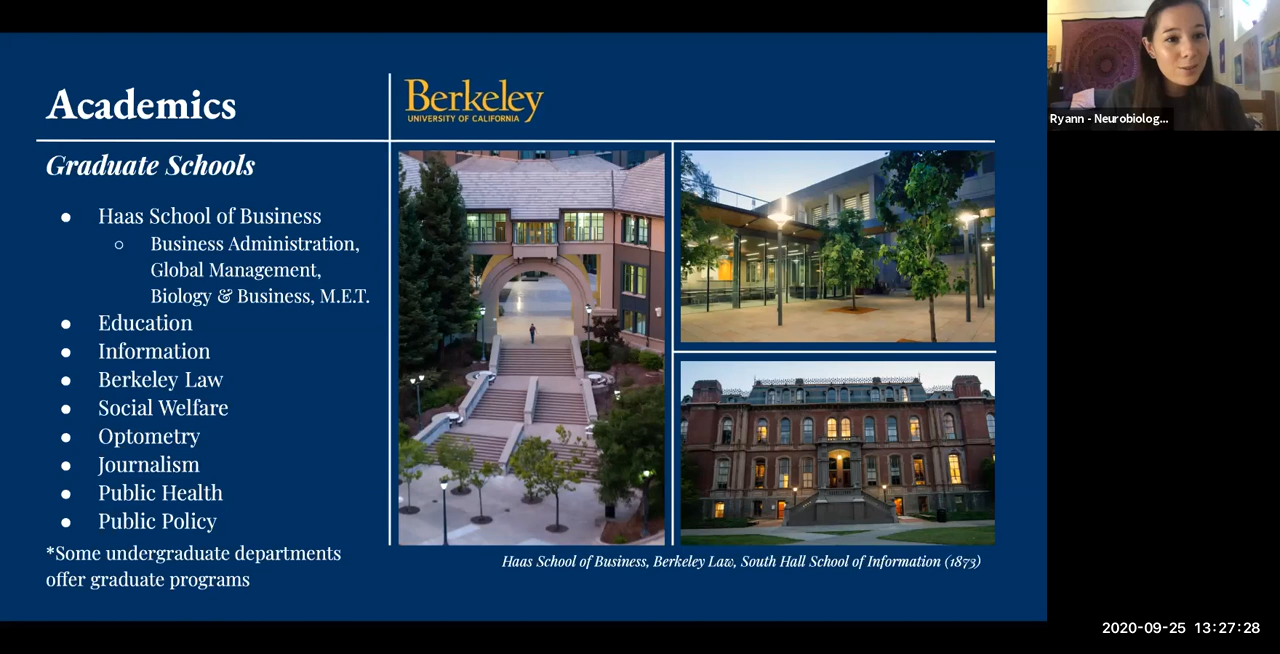 Academics
Berkeley
UNIVERSITY OF CALIFORNIA
Graduate Schools
● Haas School of Business
○ Business Administration,
Global Management,
Biology & Business, M.E.T.
● Education
● Information
● Berkeley Law
● Social Welfare
● Optometry
● Journalism
● Public Health
● Public Policy
*Some undergraduate departments
offer graduate programs
Haas School of Business, Berkeley Law, South Hall School of Information (1873)
Ryann - Neurobiolog...
2020-09-25 13:27:28